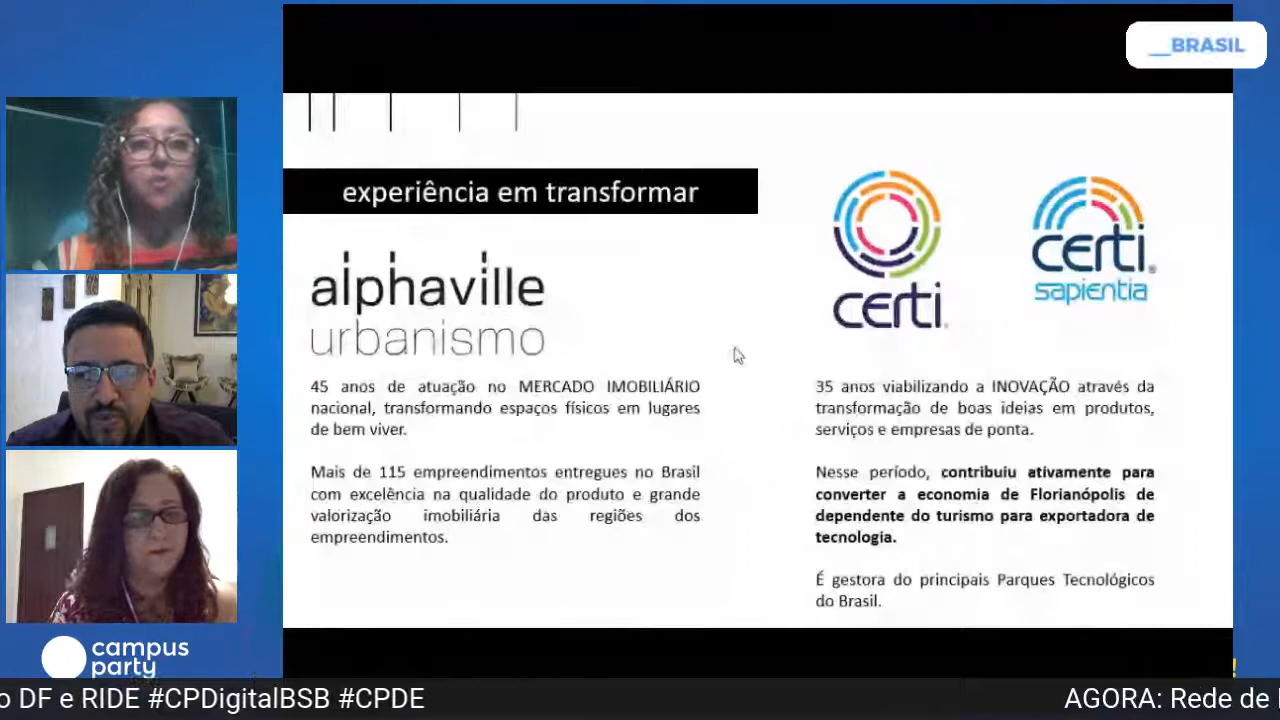 __BRASIL
experiência em transformar
alphaville
urbanismo
certi
certi
sapientia
45 anos de atuação no MERCADO IMOBILIÁRIO
nacional, transformando espaços físicos em lugares
de bem viver.
Mais de 115 empreendimentos entregues no Brasil
com excelência na qualidade do produto e grande
valorização imobiliária das regiões dos
empreendimentos.
35 anos viabilizando a INOVAÇÃO através da
transformação de boas ideias em produtos,
serviços e empresas de ponta.
Nesse período, contribuiu ativamente para
converter a economia de Florianópolis de
dependente do turismo para exportadora de
tecnologia.
É gestora do principais Parques Tecnológicos
do Brasil.
campus
party
o DF e RIDE #CPDigitalBSB #CPDE
AGORA: Rede de